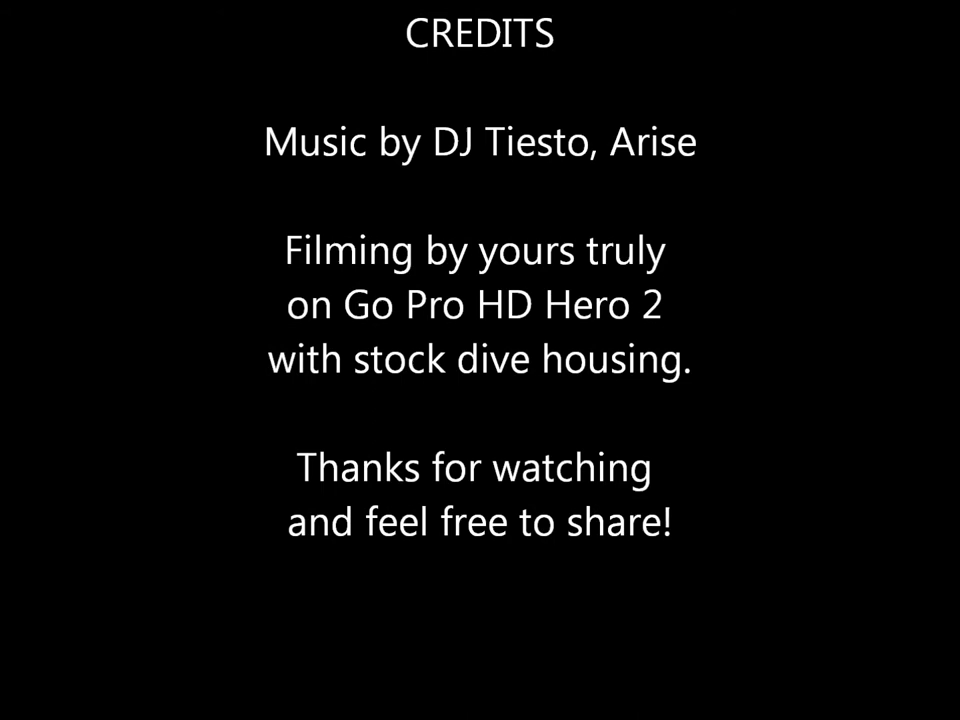 CREDITS
Music by DJ Tiesto, Arise
Filming by yours truly
on Go Pro HD Hero 2
with stock dive housing.
Thanks for watching
and feel free to share!